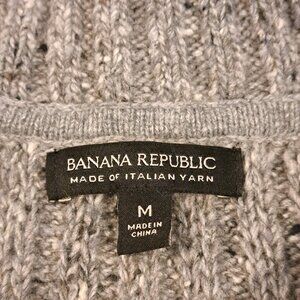 BANANA REPUBLIC
MADE OF ITALIAN YARN
M
MADE IN
CHINA